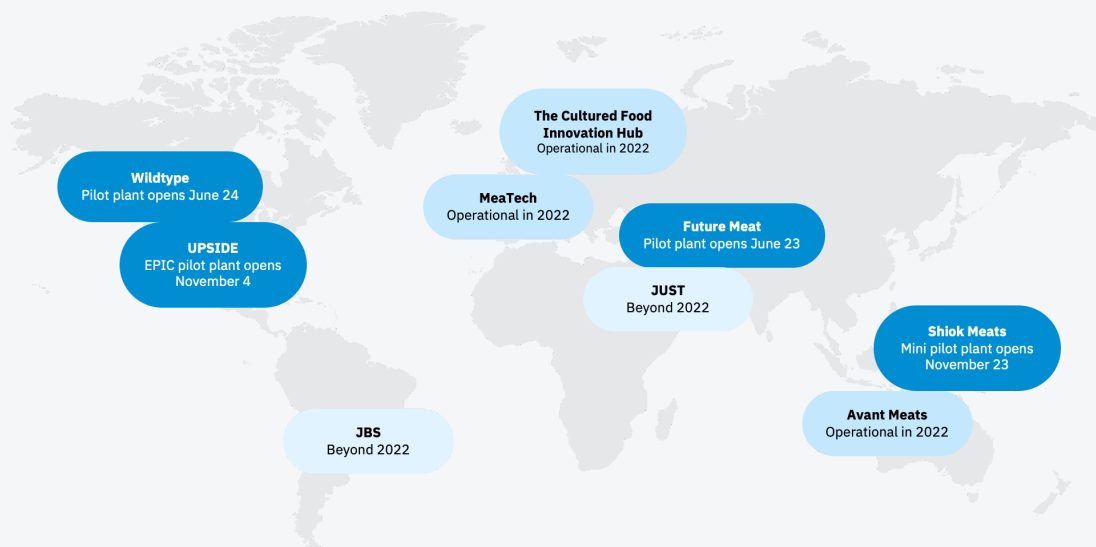 The Cultured Food
Innovation Hub
Operational in 2022
Wildtype
Pilot plant opens June 24
MeaTech
Operational in 2022
Future Meat
Pilot plant opens June 23
UPSIDE
EPIC pilot plant opens
November 4
JUST
Beyond 2022
Shiok Meats
Mini pilot plant opens
November 23
Avant Meats
Operational in 2022
JBS
Beyond 2022